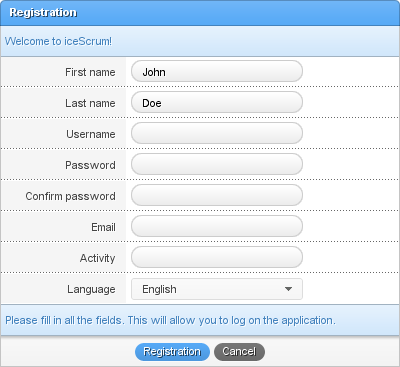 Registration
Welcome to iceScrum!
First name John
Last name Doe
Username
Password
Confirm password
Email
Activity
Language English
Please fill in all the fields. This will allow you to log on the application.
Registration Cancel